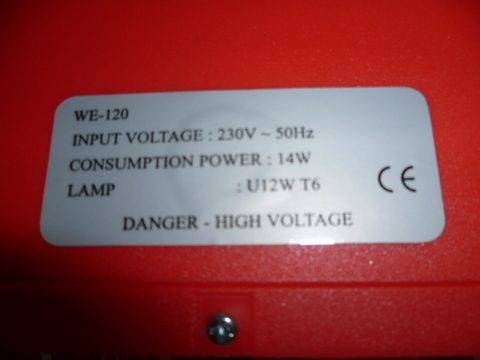 WE-120
INPUT VOLTAGE : 230V ~ 50Hz
CONSUMPTION POWER : 14W
LAMP : U12W T6
CE
DANGER - HIGH VOLTAGE